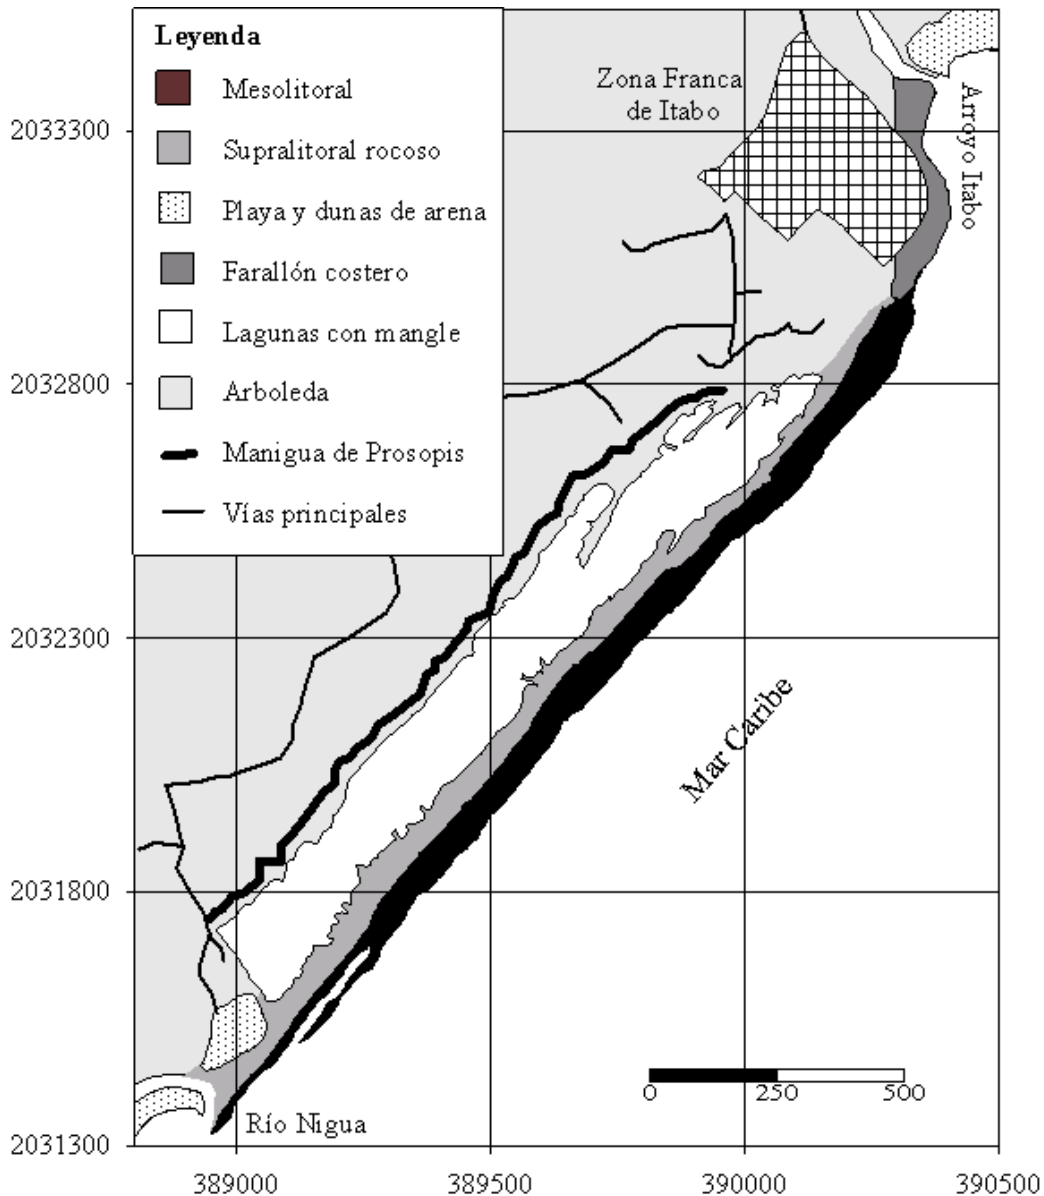 Leyenda
Mesolitoral
Supralitoral rocoso
Playa y dunas de arena
Farallón costero
Lagunas con mangle
Arboleda
Manigua de Prosopis
Vías principales
Zona Franca
de Itabo
Arroyo Itabo
Mar Caribe
Río Nigua
0 250 500
2033300
2032800
2032300
2031800
2031300
389000 389500 390000 390500